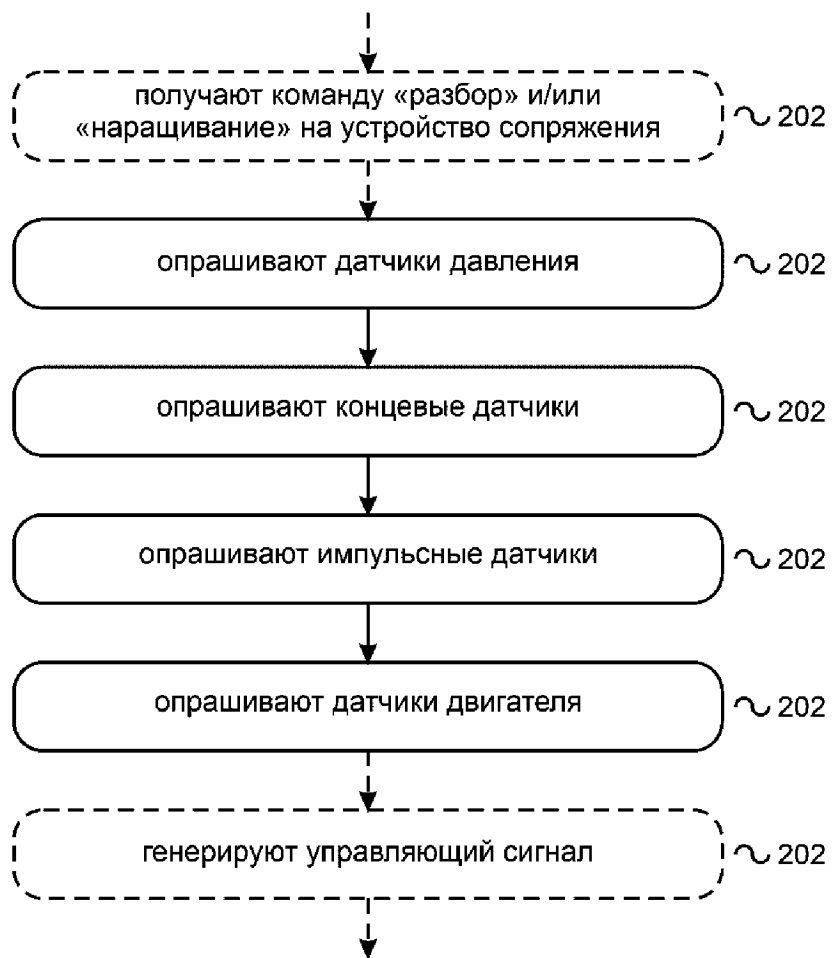 получают команду «разбор» и/или
«наращивание» на устройство сопряжения
202
опрашивают датчики давления
202
опрашивают концевые датчики
202
опрашивают импульсные датчики
202
опрашивают датчики двигателя
202
генерируют управляющий сигнал
202